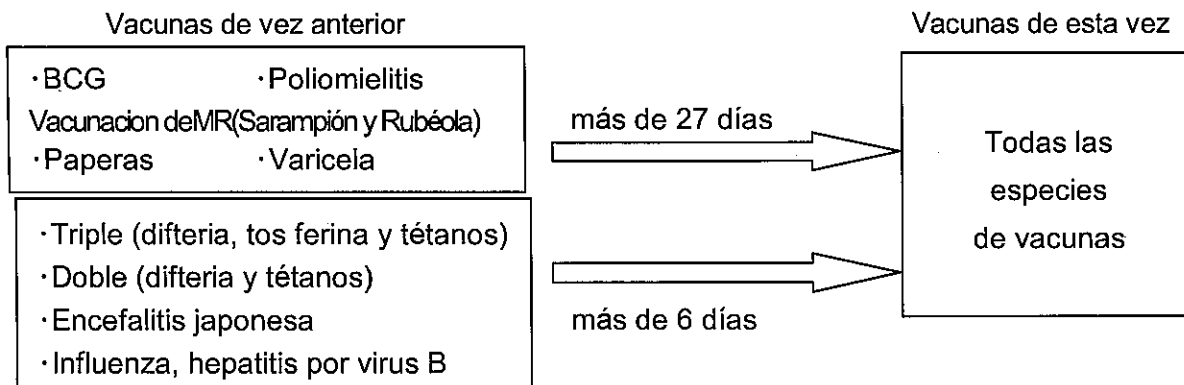 Vacunas de vez anterior
Vacunas de esta vez
·BCG ·Poliomielitis
Vacunacion deMR(Sarampión y Rubéola)
·Paperas ·Varicela
más de 27 días
Todas las
especies
de vacunas
·Triple (difteria, tos ferina y tétanos)
·Doble (difteria y tétanos)
·Encefalitis japonesa
·Influenza, hepatitis por virus B
más de 6 días